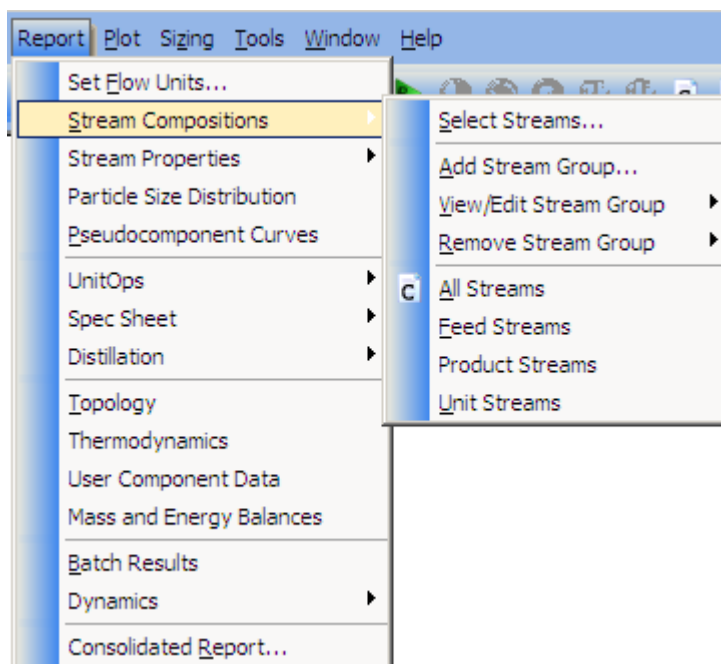 Report Plot Sizing Tools Window Help
Set Flow Units...
Stream Compositions
Stream Properties
Particle Size Distribution
Pseudocomponent Curves
UnitOps
Spec Sheet
Distillation
Topology
Thermodynamics
User Component Data
Mass and Energy Balances
Batch Results
Dynamics
Consolidated Report...
Select Streams...
Add Stream Group...
View/Edit Stream Group
Remove Stream Group
C All Streams
Feed Streams
Product Streams
Unit Streams